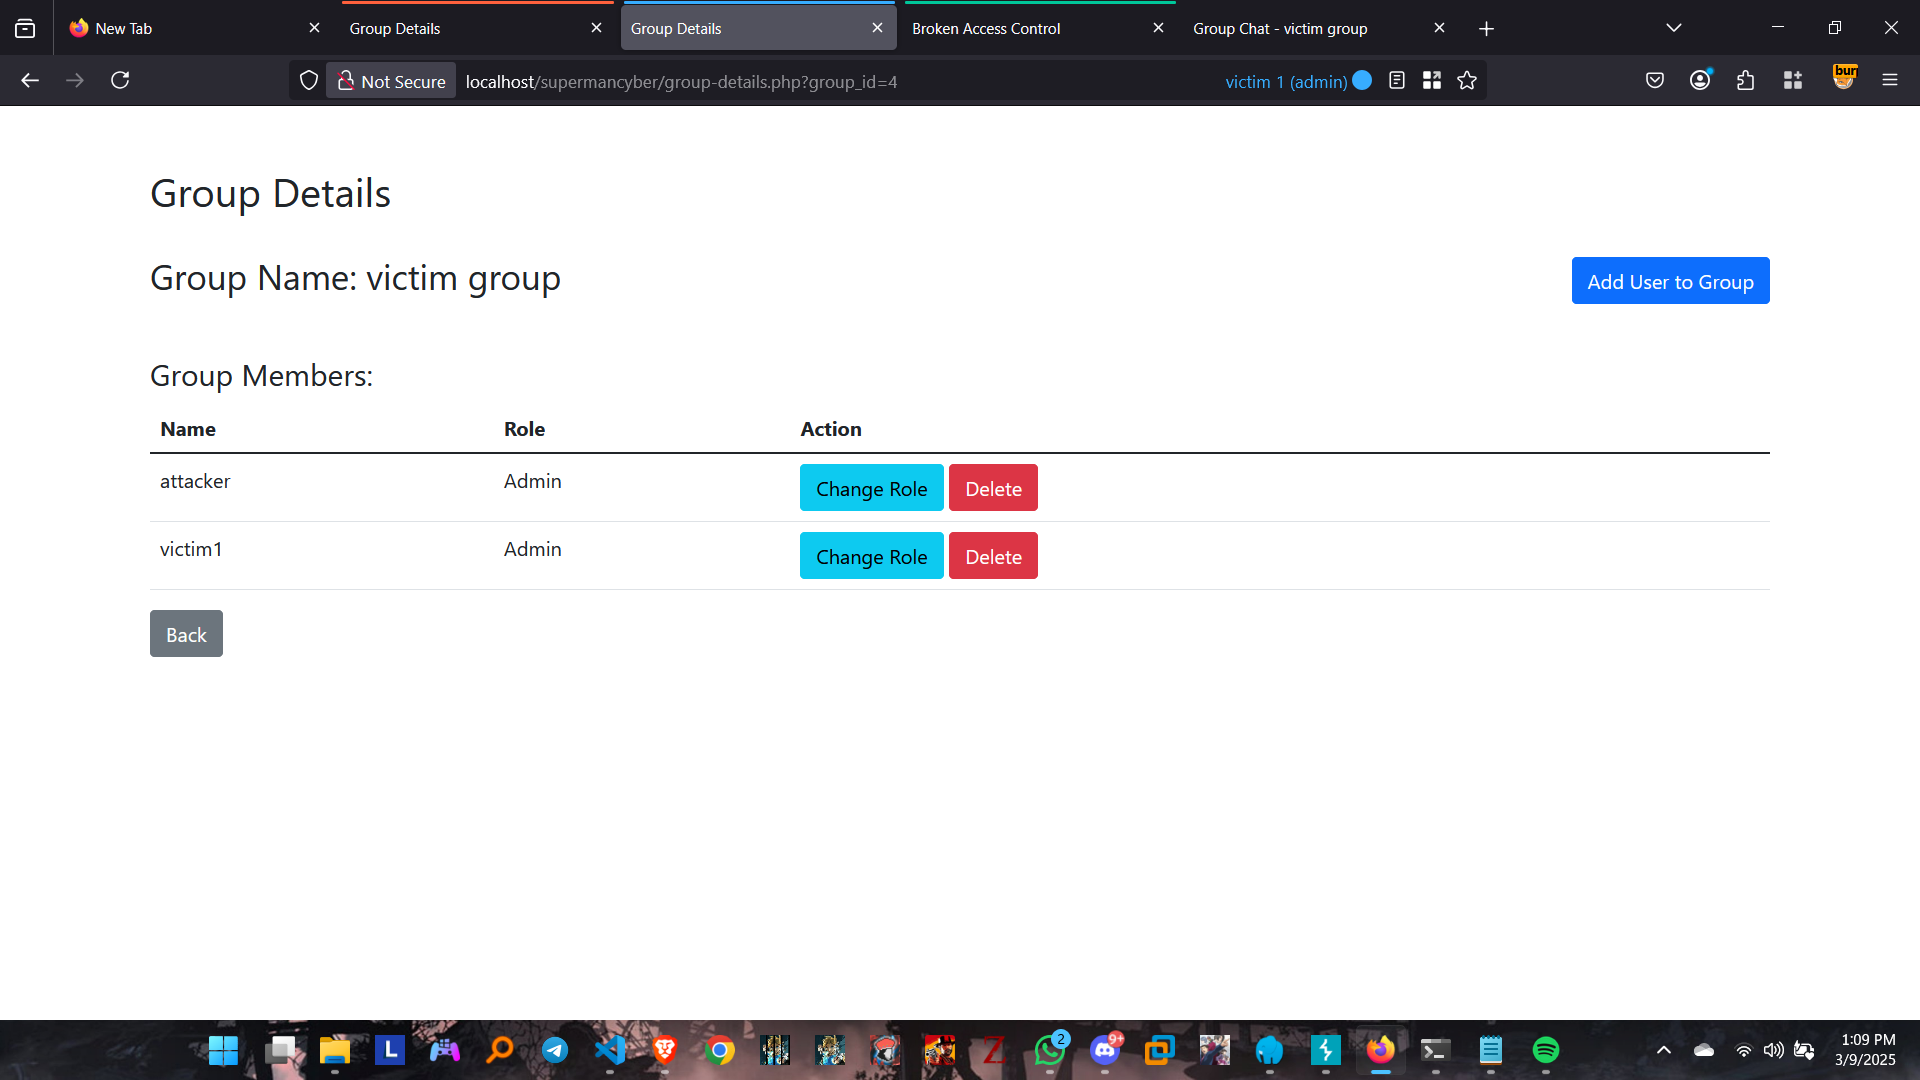 New Tab
Group Details
Group Details
Broken Access Control
Group Chat - victim group
Not Secure
localhost/supermancyber/group-details.php?group_id=4
victim 1 (admin)
bur
Group Details
Group Name: victim group
Add User to Group
Group Members:
Name Role Action
attacker Admin Change Role Delete
victim1 Admin Change Role Delete
Back
L
Z
2
9+
1:09 PM
3/9/2025